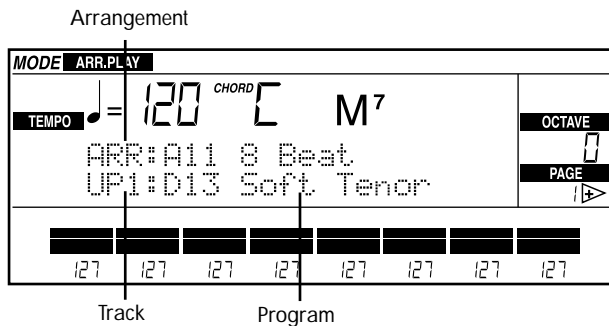 Arrangement
MODE ARR.PLAY
TEMPO ♩= 120 CHORD C M7
OCTAVE
0
ARR:A11 8 Beat
UP1:D13 Soft Tenor
PAGE
1+
127 127 127 127 127 127 127 127
Track Program